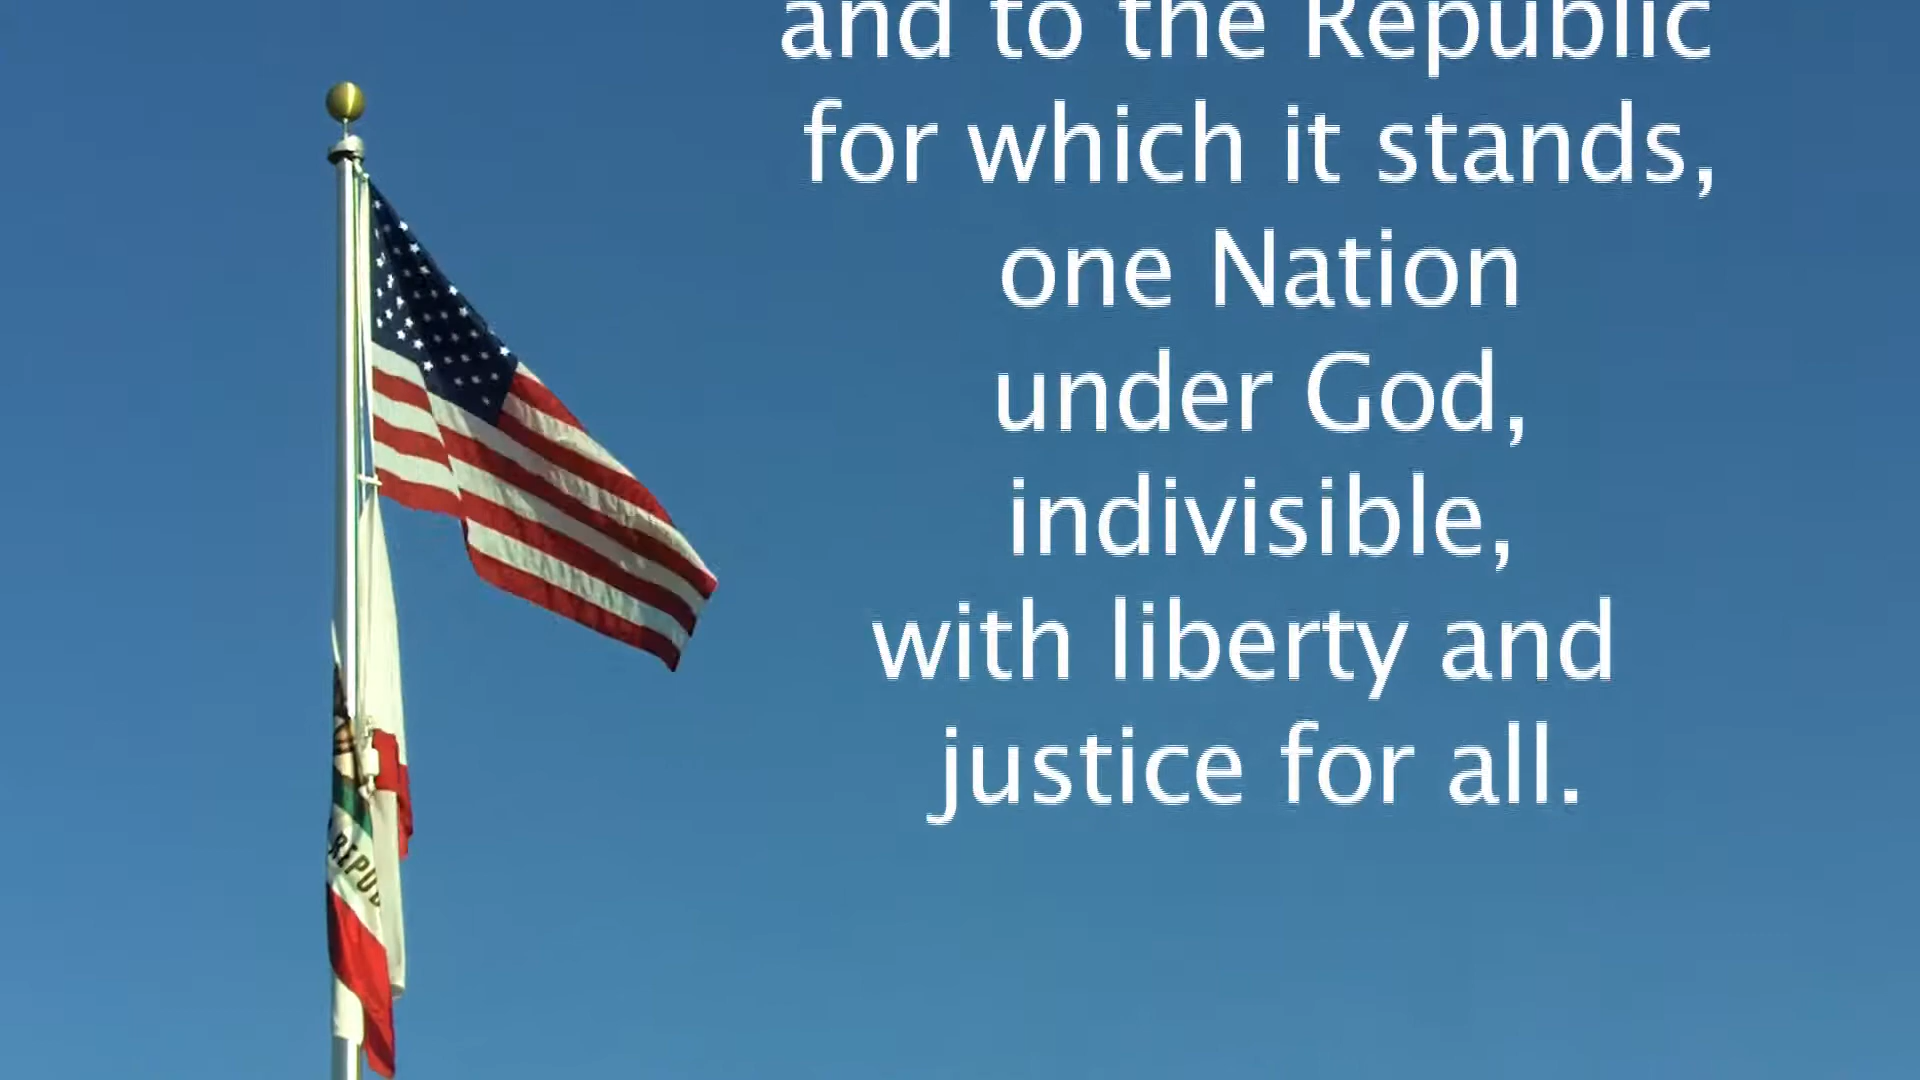 and to the Republic
for which it stands,
one Nation
under God,
indivisible,
with liberty and
justice for all.
REPUB